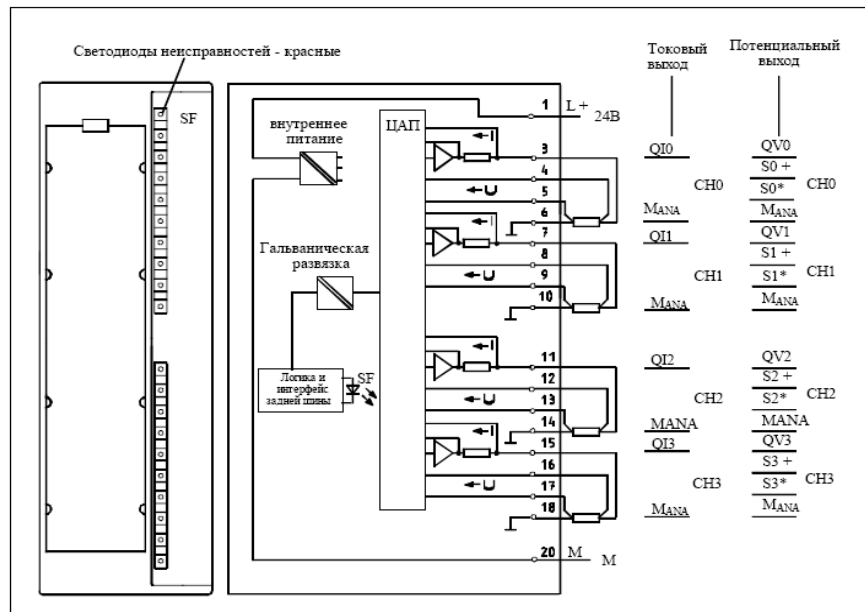 Светодиоды неисправностей - красные
SF
внутреннее
питание
Гальваническая
развязка
Логика и
интерфейс
задней шины
SF
ЦАП
I
U
I
U
I
U
I
U
1
L +
24В
3
4
5
6
7
8
9
10
11
12
13
14
15
16
17
18
20
M
M
Токовый
выход
QI0
CH0
MANA
QI1
CH1
MANA
QI2
CH2
MANA
QI3
CH3
MANA
Потенциальный
выход
QV0
S0 +
S0* CH0
MANA
QV1
S1 +
S1* CH1
MANA
QV2
S2 +
S2* CH2
MANA
QV3
S3 +
S3* CH3
MANA